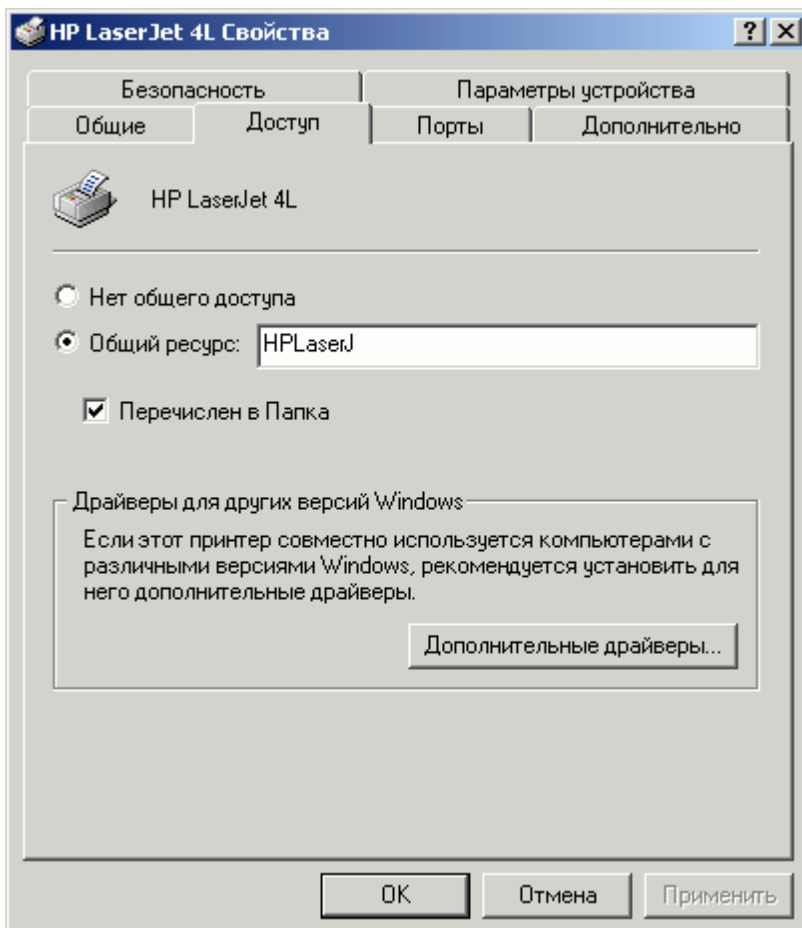 HP LaserJet 4L Свойства
Безопасность Параметры устройства
Общие Доступ Порты Дополнительно
HP LaserJet 4L
Нет общего доступа
Общий ресурс: HPLaserJ
Перечислен в Папка
Драйверы для других версий Windows
Если этот принтер совместно используется компьютерами с
различными версиями Windows, рекомендуется установить для
него дополнительные драйверы.
Дополнительные драйверы...
OK Отмена Применить